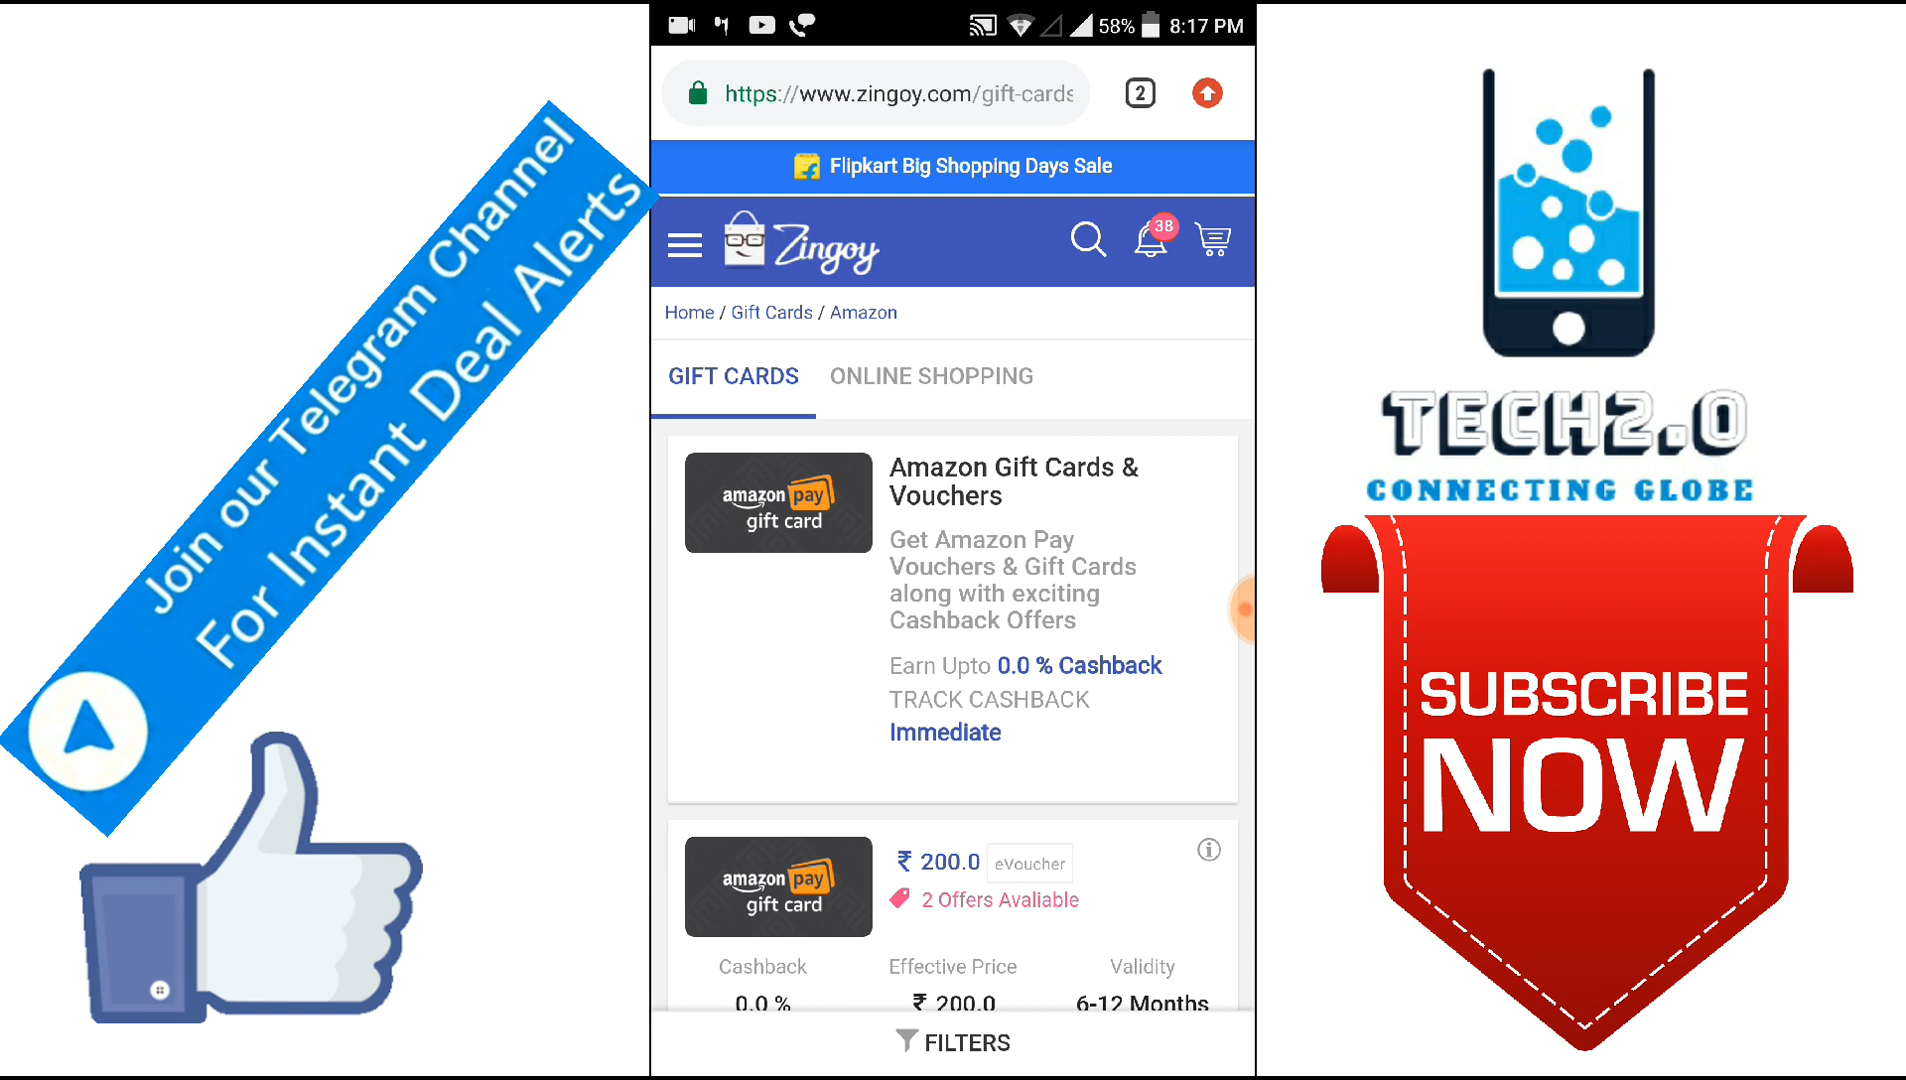 Join our Telegram Channel
For Instant Deal Alerts
58% 8:17 PM
https://www.zingoy.com/gift-cards
2
Flipkart Big Shopping Days Sale
Zingoy
38
Home / Gift Cards / Amazon
GIFT CARDS ONLINE SHOPPING
amazon pay
gift card
Amazon Gift Cards &
Vouchers
Get Amazon Pay
Vouchers & Gift Cards
along with exciting
Cashback Offers
Earn Upto 0.0 % Cashback
TRACK CASHBACK
Immediate
amazon pay
gift card
₹ 200.0 eVoucher
2 Offers Avaliable
Cashback Effective Price Validity
0.0 % ₹ 200.0 6-12 Months
FILTERS
TECH2.0
CONNECTING GLOBE
SUBSCRIBE
NOW